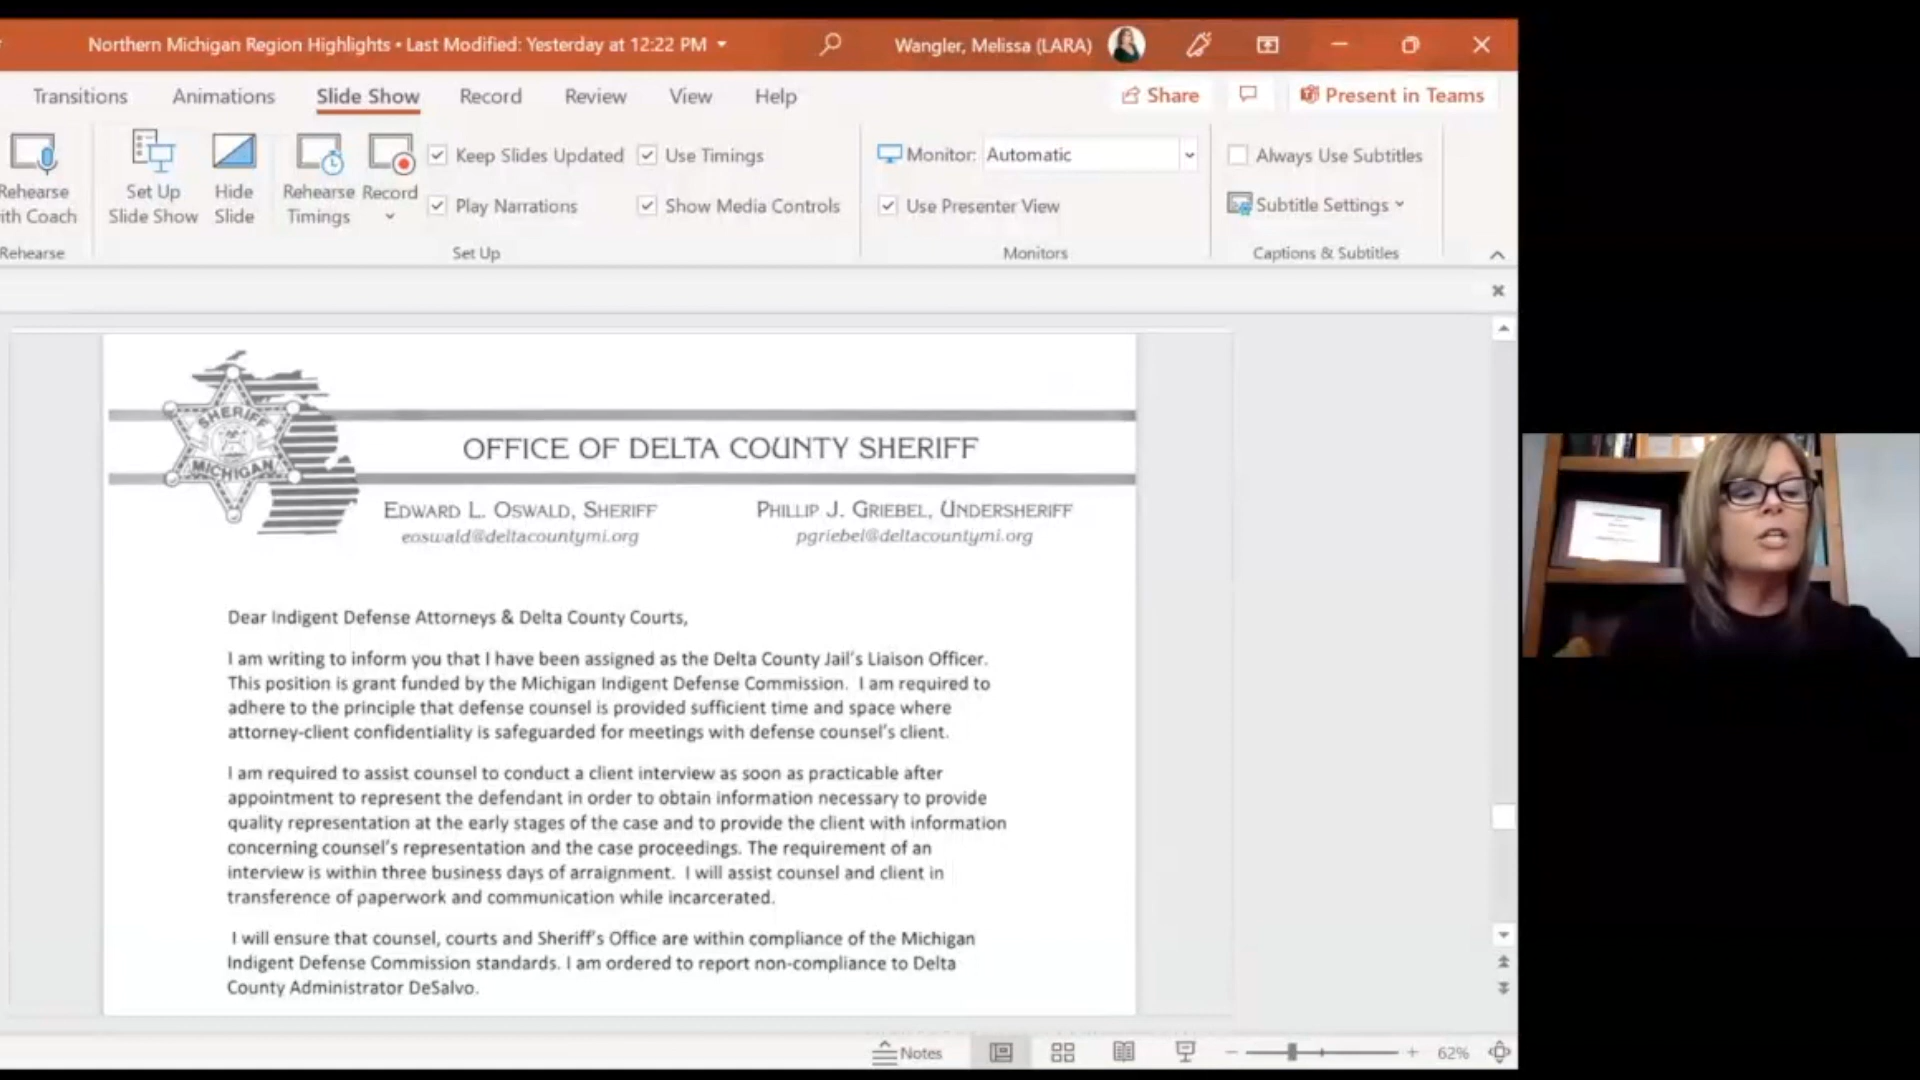 Northern Michigan Region Highlights • Last Modified: Yesterday at 12:22 PM
Wangler, Melissa (LARA)
Transitions Animations Slide Show Record Review View Help
Share
Present in Teams
Rehearse
with Coach
Set Up
Slide Show
Hide
Slide
Rehearse
Timings
Record
Keep Slides Updated
Use Timings
Play Narrations
Show Media Controls
Monitor: Automatic
Use Presenter View
Always Use Subtitles
Subtitle Settings
Rehearse
Set Up
Monitors
Captions & Subtitles
SHERIFF
MICHIGAN
OFFICE OF DELTA COUNTY SHERIFF
EDWARD L. OSWALD, SHERIFF
eoswald@deltacountymi.org
PHILLIP J. GRIEBEL, UNDERSHERIFF
pgriebel@deltacountymi.org
Dear Indigent Defense Attorneys & Delta County Courts,
I am writing to inform you that I have been assigned as the Delta County Jail's Liaison Officer.
This position is grant funded by the Michigan Indigent Defense Commission. I am required to
adhere to the principle that defense counsel is provided sufficient time and space where
attorney-client confidentiality is safeguarded for meetings with defense counsel's client.
I am required to assist counsel to conduct a client interview as soon as practicable after
appointment to represent the defendant in order to obtain information necessary to provide
quality representation at the early stages of the case and to provide the client with information
concerning counsel's representation and the case proceedings. The requirement of an
interview is within three business days of arraignment. I will assist counsel and client in
transference of paperwork and communication while incarcerated.
I will ensure that counsel, courts and Sheriff's Office are within compliance of the Michigan
Indigent Defense Commission standards. I am ordered to report non-compliance to Delta
County Administrator DeSalvo.
Notes
62%